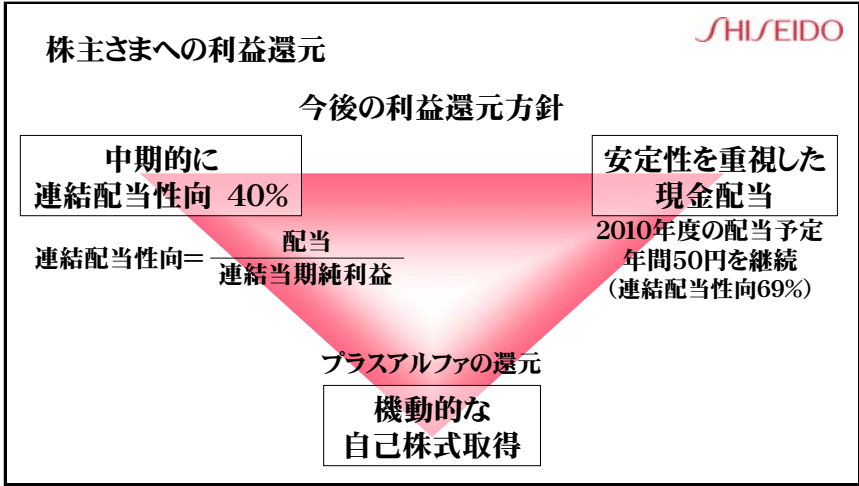 株主さまへの利益還元
SHISEIDO
今後の利益還元方針
中期的に
連結配当性向 40%
連結配当性向＝
配当
連結当期純利益
安定性を重視した
現金配当
2010年度の配当予定
年間50円を継続
（連結配当性向69%）
プラスアルファの還元
機動的な
自己株式取得